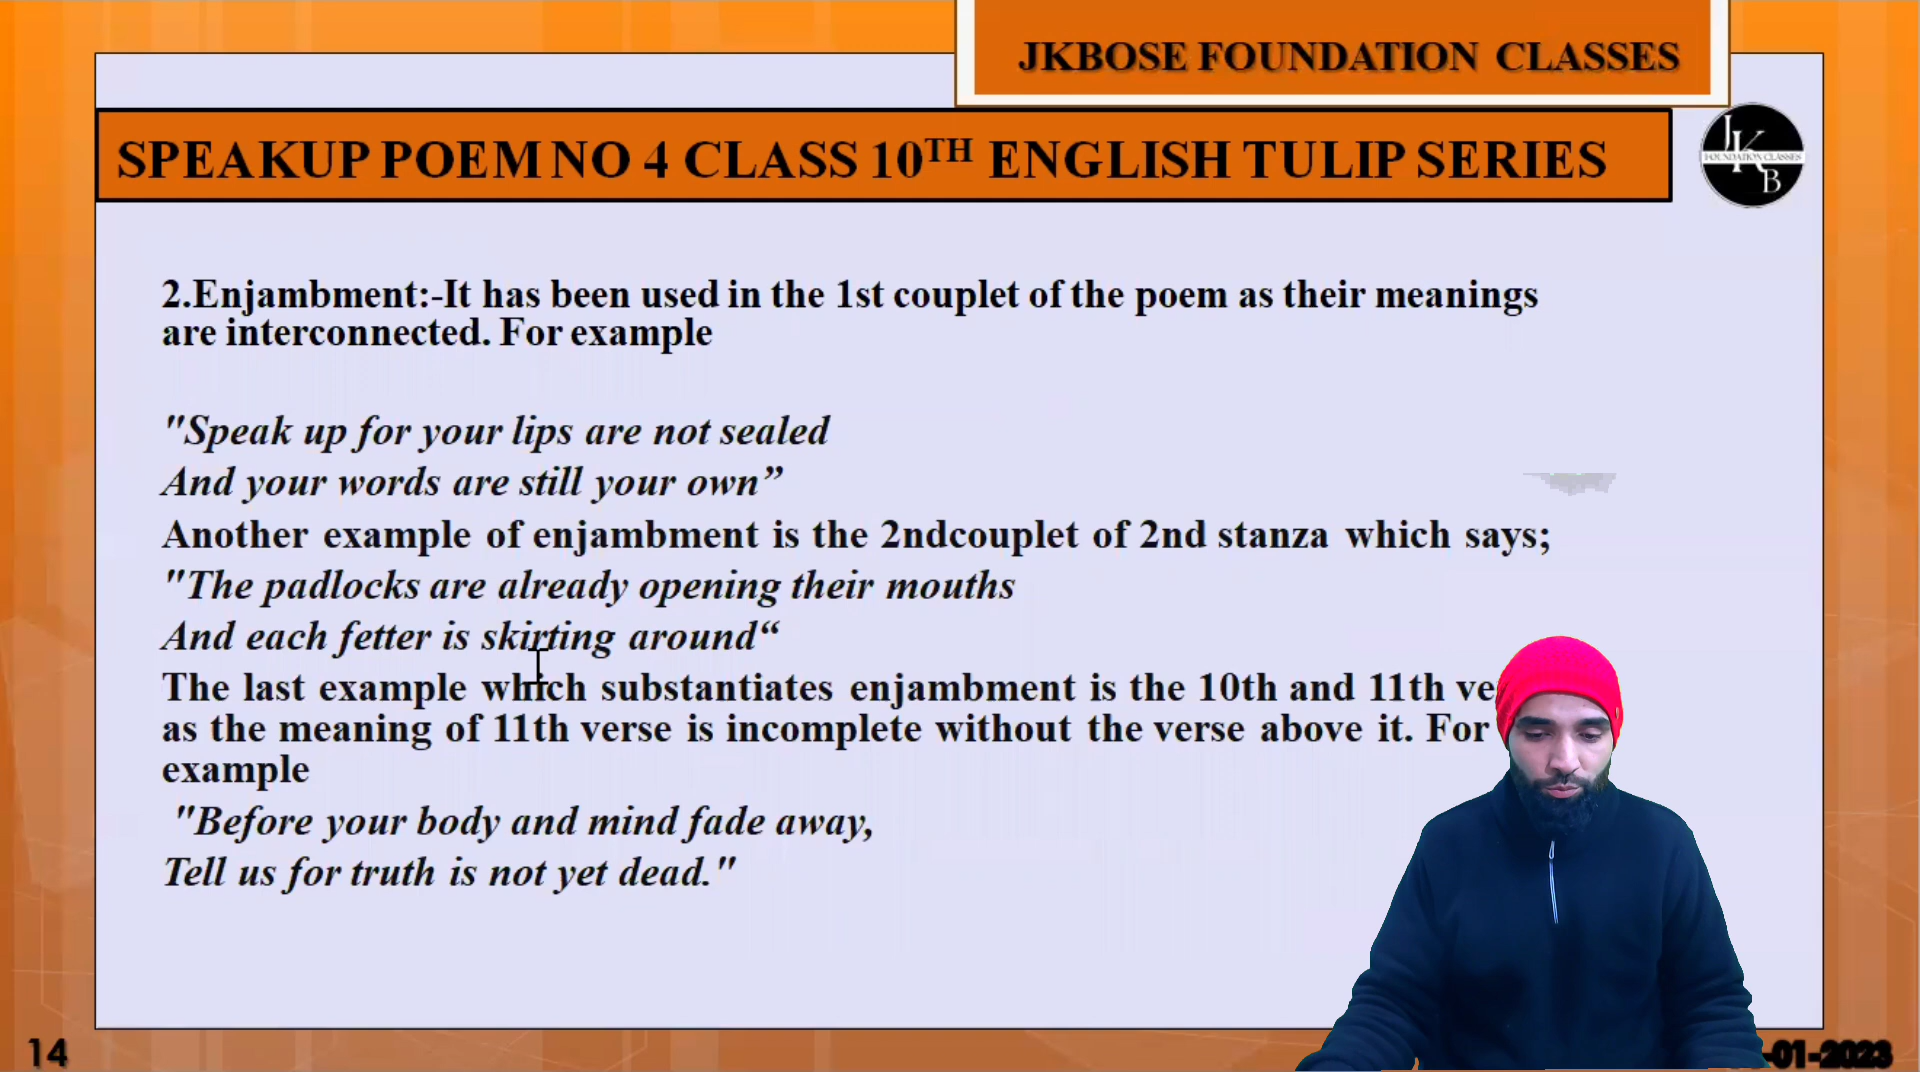 JKBOSE FOUNDATION CLASSES
SPEAKUP POEM NO 4 CLASS 10TH ENGLISH TULIP SERIES
JK
FOUNDATION CLASSES
B
2.Enjambment:-It has been used in the 1st couplet of the poem as their meanings
are interconnected. For example
"Speak up for your lips are not sealed
And your words are still your own”
Another example of enjambment is the 2ndcouplet of 2nd stanza which says;
"The padlocks are already opening their mouths
And each fetter is skirting around“
The last example which substantiates enjambment is the 10th and 11th
as the meaning of 11th verse is incomplete without the verse above it. For
example
"Before your body and mind fade away,
Tell us for truth is not yet dead."
14
-01-2023